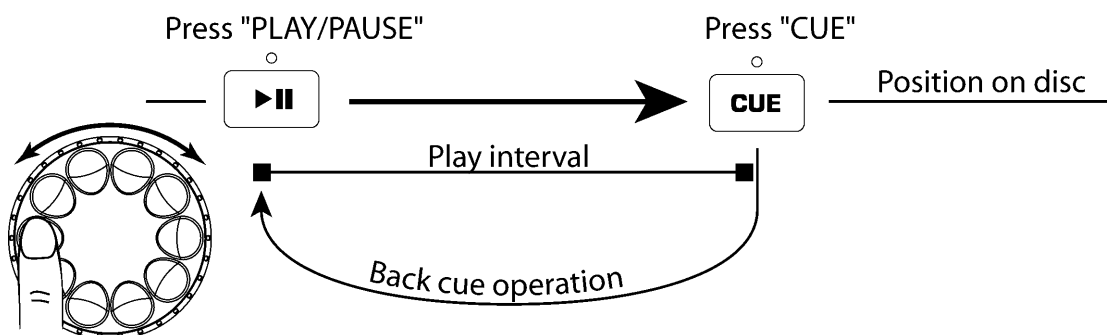 Press "PLAY/PAUSE"
Press "CUE"
CUE
Position on disc
Play interval
Back cue operation